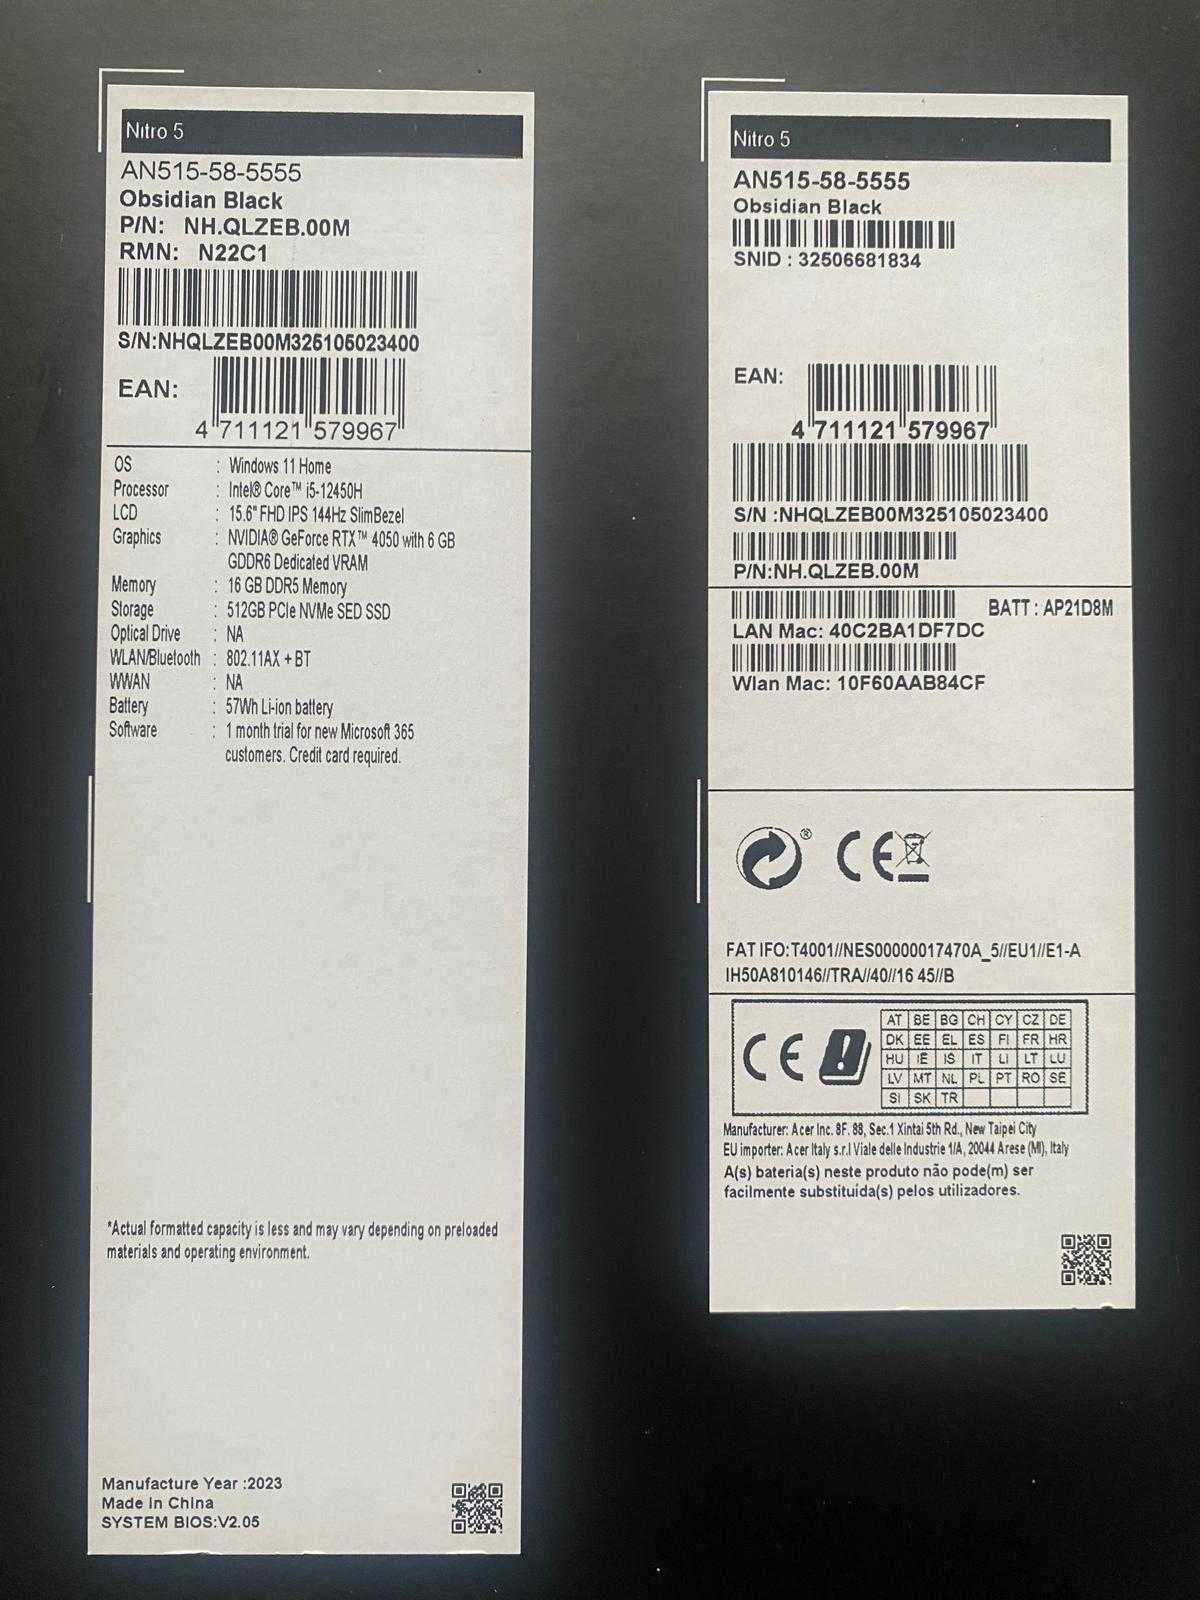 Nitro 5
AN515-58-5555
Obsidian Black
P/N: NH.QLZEB.00M
RMN: N22C1
S/N:NHQLZEB00M325105023400
EAN:
4 711121 579967
OS : Windows 11 Home
Processor : Intel® Core™ i5-12450H
LCD : 15.6" FHD IPS 144Hz SlimBezel
Graphics : NVIDIA® GeForce RTX™ 4050 with 6 GB
GDDR6 Dedicated VRAM
Memory : 16 GB DDR5 Memory
Storage : 512GB PCIe NVMe SED SSD
Optical Drive : NA
WLAN/Bluetooth : 802.11AX + BT
WWAN : NA
Battery : 57Wh Li-ion battery
Software : 1 month trial for new Microsoft 365
customers. Credit card required.
*Actual formatted capacity is less and may vary depending on preloaded
materials and operating environment.
Manufacture Year :2023
Made In China
SYSTEM BIOS:V2.05
Nitro 5
AN515-58-5555
Obsidian Black
SNID : 32506681834
EAN:
4 711121 579967
S/N :NHQLZEB00M325105023400
P/N:NH.QLZEB.00M
BATT : AP21D8M
LAN Mac: 40C2BA1DF7DC
Wlan Mac: 10F60AAB84CF
® CE
FAT IFO:T4001//NES00000017470A_5//EU1//E1-A
IH50A810146//TRA//40//16 45//B
CE !
AT BE BG CH CY CZ DE
DK EE EL ES FI FR HR
HU IE IS IT LI LT LU
LV MT NL PL PT RO SE
SI SK TR
Manufacturer: Acer Inc. 8F, 88, Sec.1 Xintai 5th Rd., New Taipei City
EU importer: Acer Italy s.r.l Viale delle Industrie 1/A, 20044 Arese (MI), Italy
A(s) bateria(s) neste produto não pode(m) ser
facilmente substituída(s) pelos utilizadores.